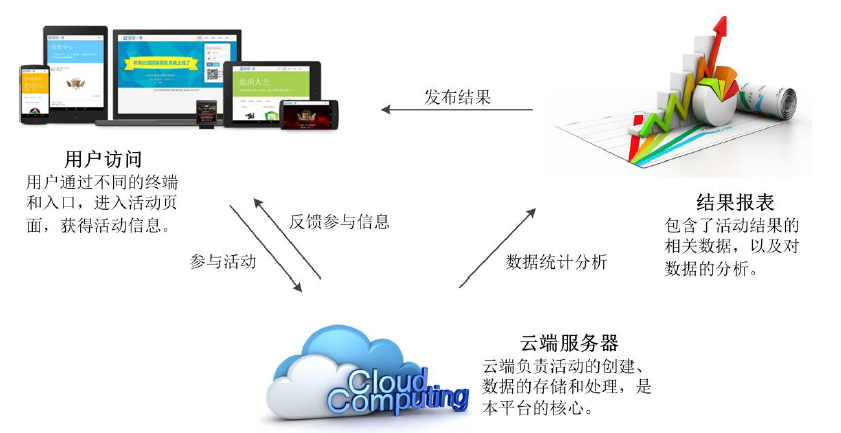 组织大全
发布结果
用户访问
用户通过不同的终端
和入口，进入活动页
面，获得活动信息。
结果报表
包含了活动结果的
相关数据，以及对
数据的分析。
反馈参与信息
参与活动
数据统计分析
云端服务器
云端负责活动的创建、
数据的存储和处理，是
本平台的核心。
Cloud
Computing